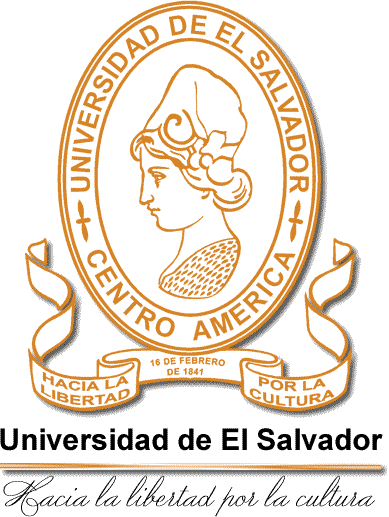 UNIVERSIDAD DE EL SALVADOR
CENTRO AMERICA
HACIA LA
LIBERTAD
16 DE FEBRERO
DE 1841
POR LA
CULTURA
Universidad de El Salvador
Hacia la libertad por la cultura